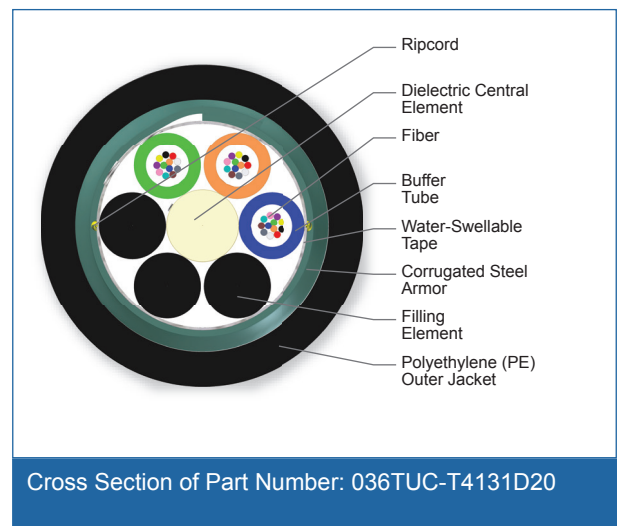 Ripcord
Dielectric Central
Element
Fiber
Buffer
Tube
Water-Swellable
Tape
Corrugated Steel
Armor
Filling
Element
Polyethylene (PE)
Outer Jacket
Cross Section of Part Number: 036TUC-T4131D20